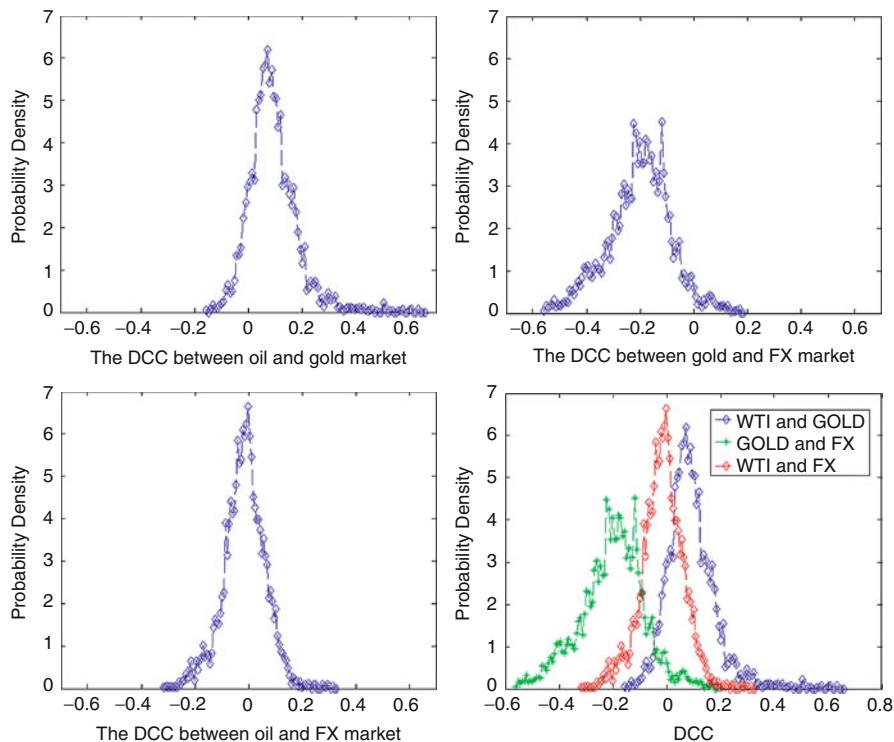 7
6
5
4
3
2
1
0
Probability Density
−0.6 −0.4 −0.2 0 0.2 0.4 0.6
The DCC between oil and gold market
7
6
5
4
3
2
1
0
Probability Density
−0.6 −0.4 −0.2 0 0.2 0.4 0.6
The DCC between gold and FX market
7
6
5
4
3
2
1
0
Probability Density
−0.6 −0.4 −0.2 0 0.2 0.4 0.6
The DCC between oil and FX market
7
6
5
4
3
2
1
0
Probability Density
WTI and GOLD
GOLD and FX
WTI and FX
−0.6 −0.4 −0.2 0 0.2 0.4 0.6 0.8
DCC